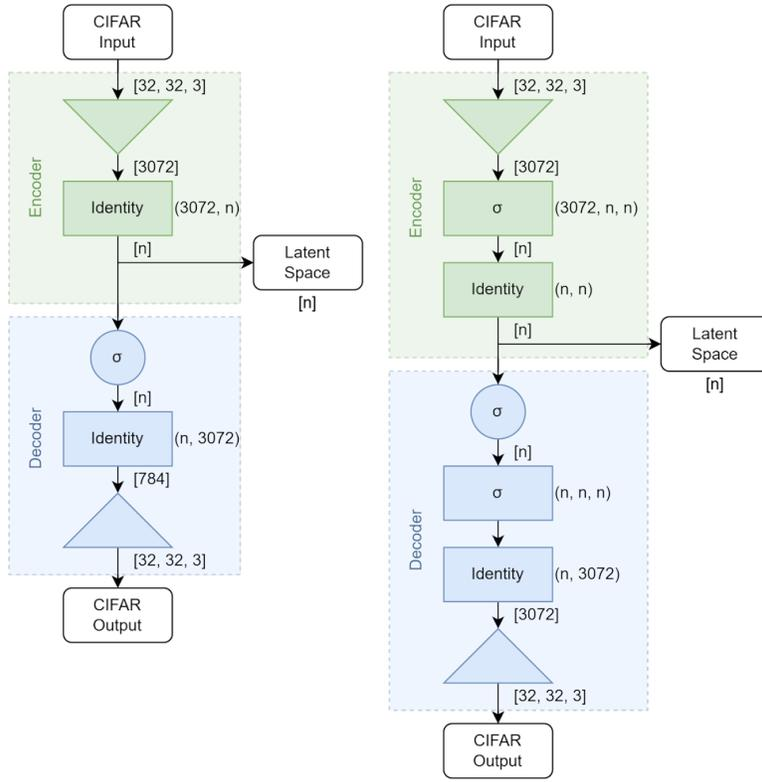 CIFAR
Input
[32, 32, 3]
[3072]
Encoder
Identity
(3072, n)
[n]
Latent
Space
[n]
σ
[n]
Decoder
Identity
(n, 3072)
[784]
[32, 32, 3]
CIFAR
Output
CIFAR
Input
[32, 32, 3]
[3072]
Encoder
σ
(3072, n, n)
[n]
Identity
(n, n)
[n]
Latent
Space
[n]
σ
[n]
σ
(n, n, n)
Decoder
Identity
(n, 3072)
[3072]
[32, 32, 3]
CIFAR
Output